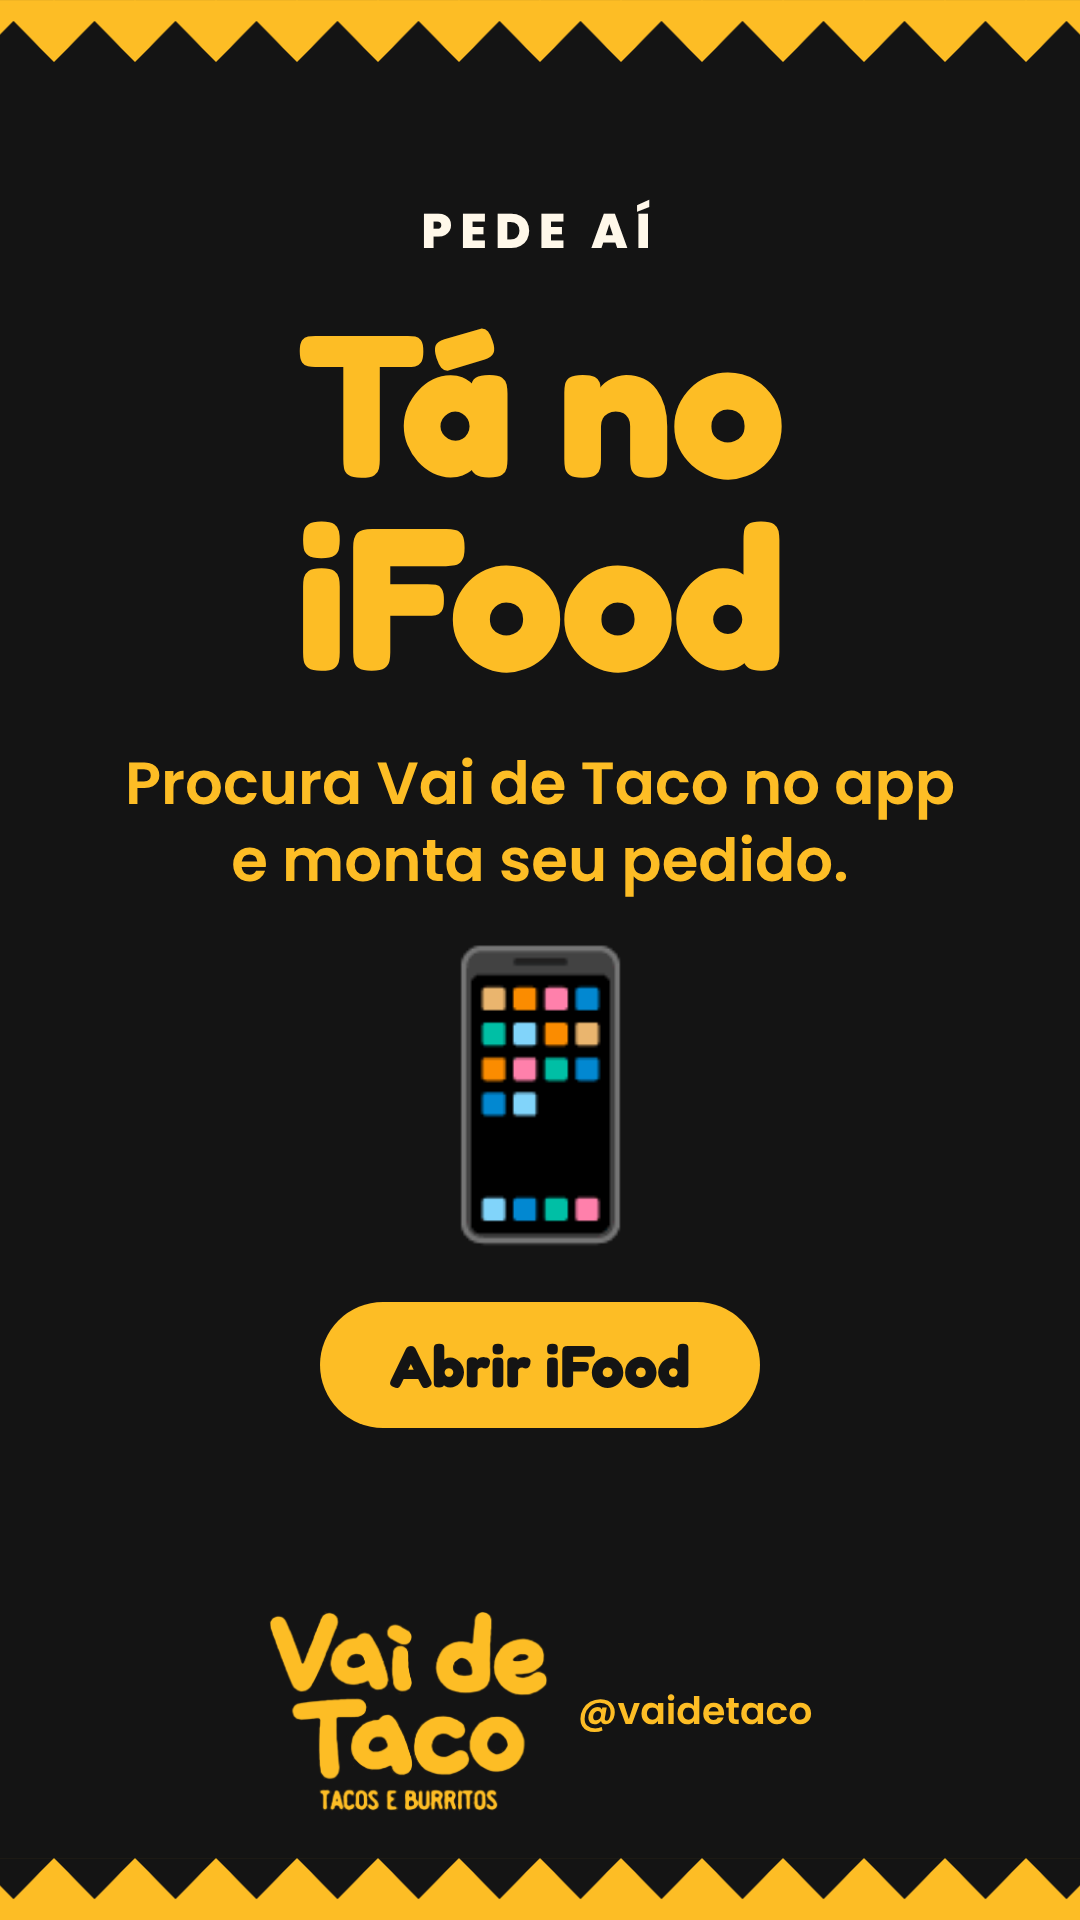 PEDE AÍ
Tá no
iFood
Procura Vai de Taco no app
e monta seu pedido.
Abrir iFood
Vai de
Taco
TACOS E BURRITOS
@vaidetaco